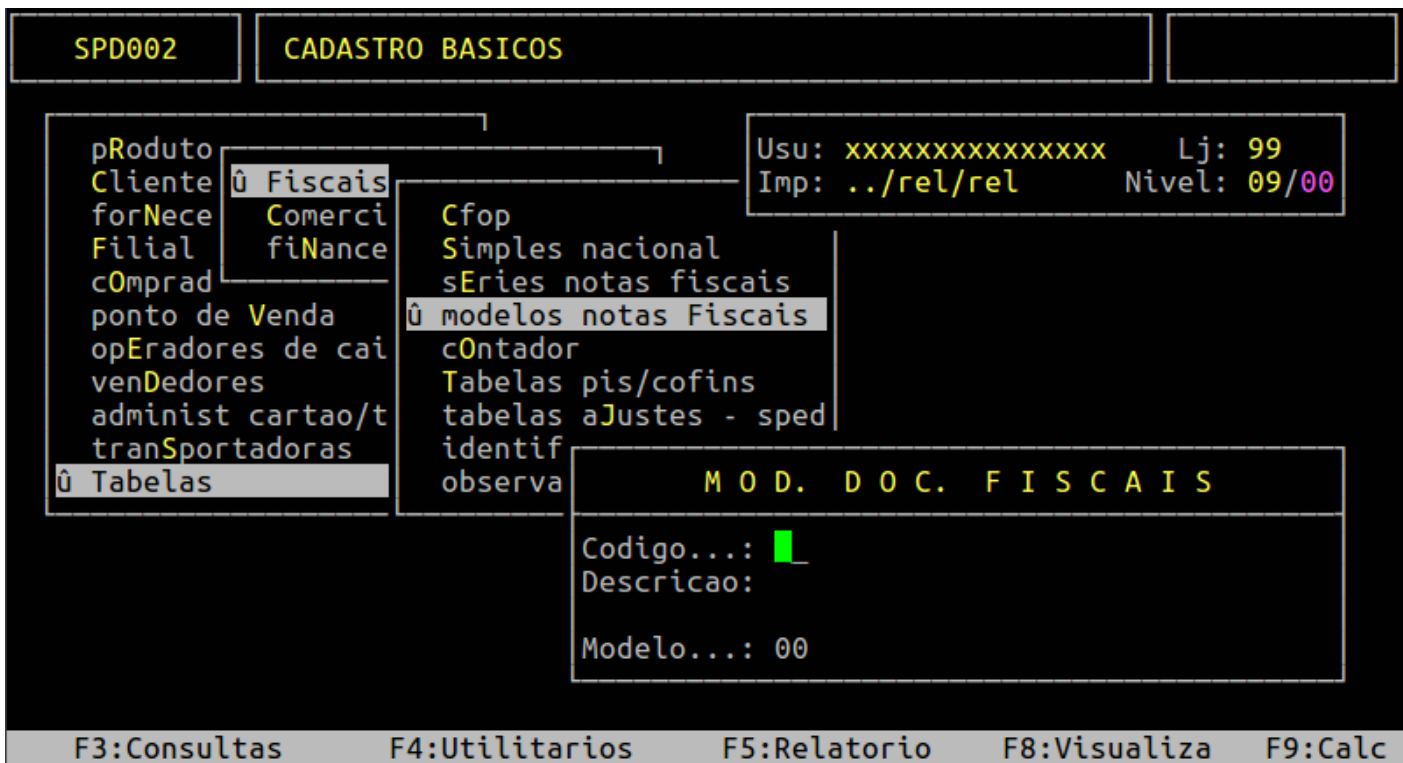 SPD002 CADASTRO BASICOS
pRoduto
Cliente
forNece
Filial
cOmprad
ponto de Venda
opEradores de cai
venDedores
administ cartao/t
tranSportadoras
û Tabelas
û Fiscais
Comerci
fiNance
Cfop
Simples nacional
sEries notas fiscais
û modelos notas Fiscais
cOntador
Tabelas pis/cofins
tabelas aJustes - sped
identif
observa
Usu: xxxxxxxxxxxxxxx Lj: 99
Imp: ../rel/rel Nivel: 09/00
M O D. D O C. F I S C A I S
Codigo...: _
Descricao:
Modelo...: 00
F3:Consultas F4:Utilitarios F5:Relatorio F8:Visualiza F9:Calc